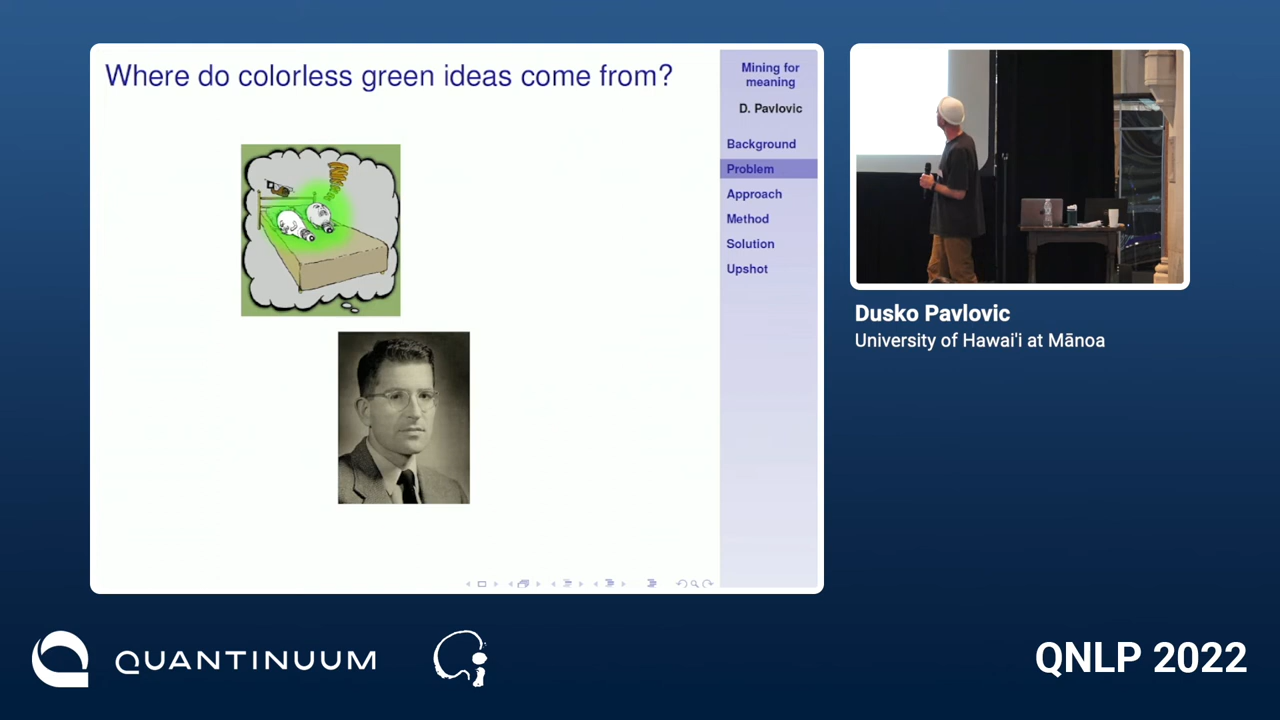 Where do colorless green ideas come from?
Mining for
meaning
D. Pavlovic
Background
Problem
Approach
Method
Solution
Upshot
Dusko Pavlovic
University of Hawai'i at Mānoa
QUANTINUUM
QNLP 2022